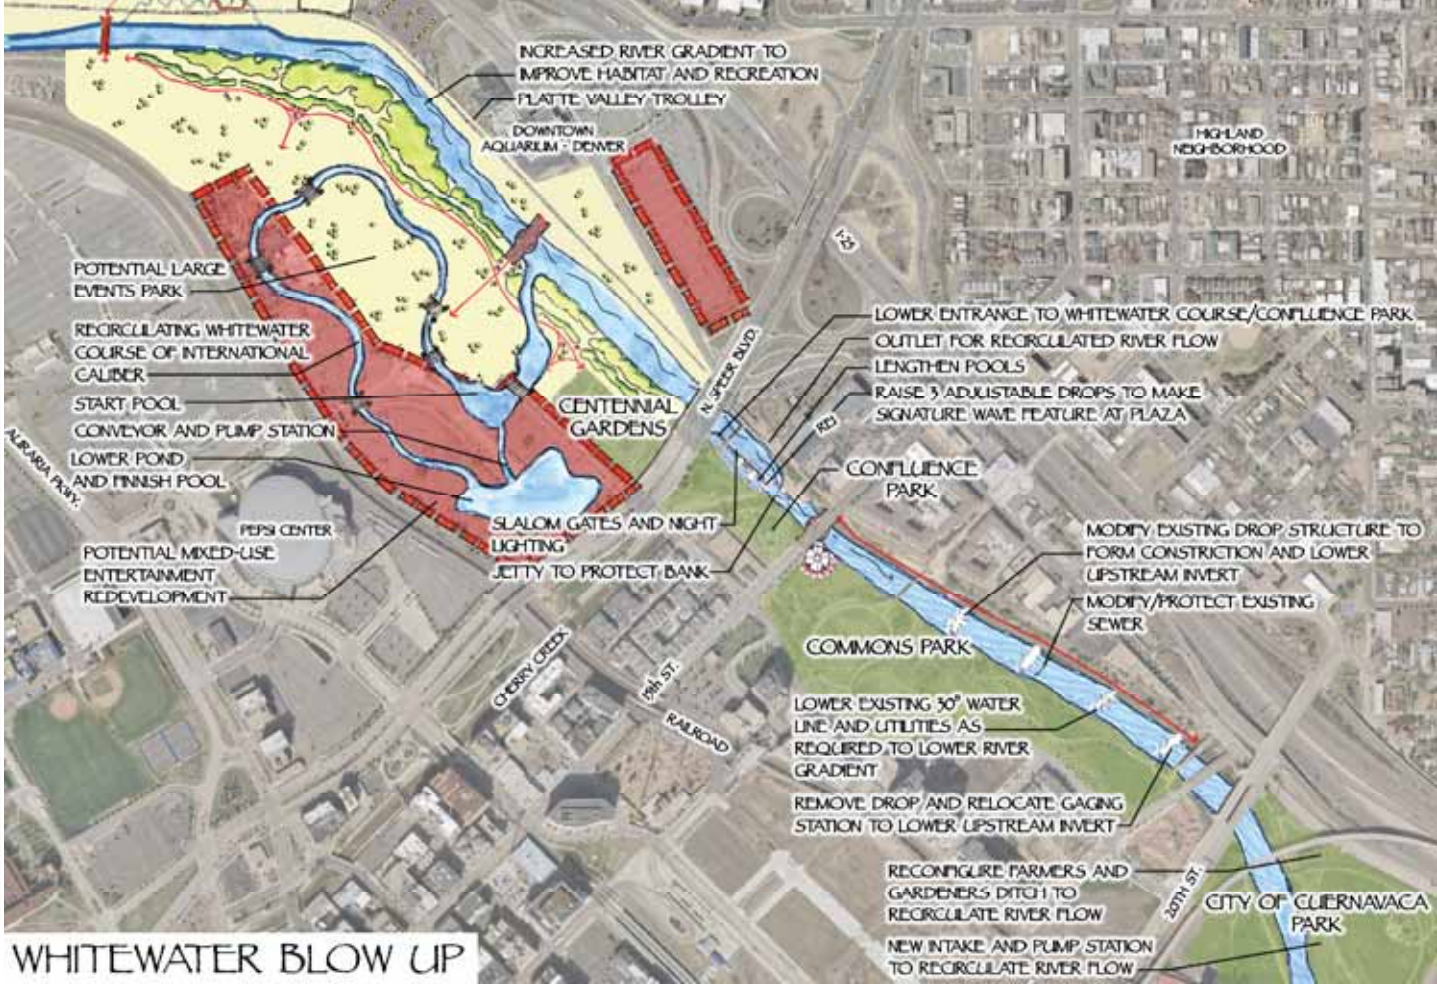 INCREASED RIVER GRADIENT TO
IMPROVE HABITAT AND RECREATION
PLATTE VALLEY TROLLEY
DOWNTOWN
AQUARIUM - DENVER
HIGHLAND
NEIGHBORHOOD
I-25
POTENTIAL LARGE
EVENTS PARK
RECIRCULATING WHITEWATER
COURSE OF INTERNATIONAL
CALIBER
START POOL
CONVEYOR AND PUMP STATION
LOWER POND
AND FINNISH POOL
AURARIA PKWY.
PEPSI CENTER
POTENTIAL MIXED-USE
ENTERTAINMENT
REDEVELOPMENT
CENTENNIAL
GARDENS
N. SPEER BLVD.
LOWER ENTRANCE TO WHITEWATER COURSE/CONFLUENCE PARK
OUTLET FOR RECIRCULATED RIVER FLOW
LENGTHEN POOLS
RAISE 3 ADJUSTABLE DROPS TO MAKE
SIGNATURE WAVE FEATURE AT PLAZA
REI
CONFLUENCE
PARK
SLALOM GATES AND NIGHT
LIGHTING
JETTY TO PROTECT BANK
MODIFY EXISTING DROP STRUCTURE TO
FORM CONSTRICTION AND LOWER
UPSTREAM INVERT
MODIFY/PROTECT EXISTING
SEWER
COMMONS PARK
CHERRY CREEK
15th ST.
RAILROAD
LOWER EXISTING 30" WATER
LINE AND UTILITIES AS
REQUIRED TO LOWER RIVER
GRADIENT
REMOVE DROP AND RELOCATE GAGING
STATION TO LOWER UPSTREAM INVERT
RECONFIGURE FARMERS AND
GARDENERS DITCH TO
RECIRCULATE RIVER FLOW
20TH ST.
CITY OF CUERNAVACA
PARK
NEW INTAKE AND PUMP STATION
TO RECIRCULATE RIVER FLOW
WHITEWATER BLOW UP